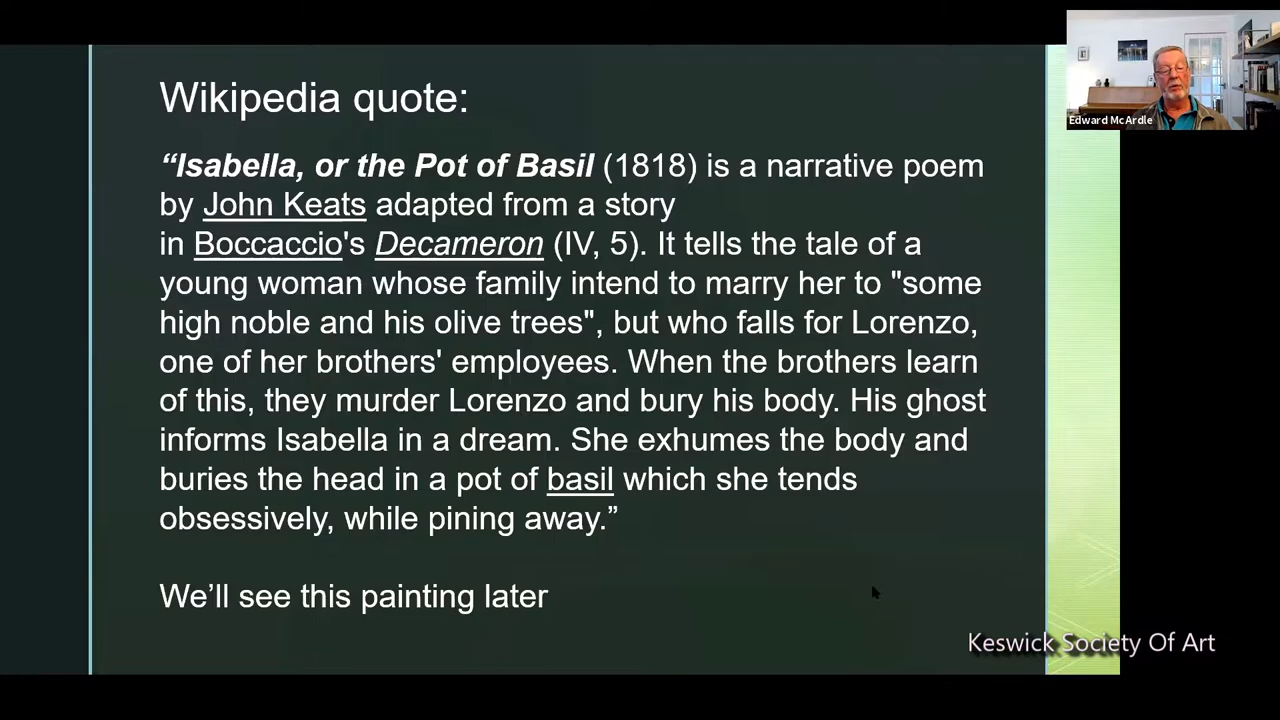 Wikipedia quote:
“Isabella, or the Pot of Basil (1818) is a narrative poem
by John Keats adapted from a story
in Boccaccio's Decameron (IV, 5). It tells the tale of a
young woman whose family intend to marry her to "some
high noble and his olive trees", but who falls for Lorenzo,
one of her brothers' employees. When the brothers learn
of this, they murder Lorenzo and bury his body. His ghost
informs Isabella in a dream. She exhumes the body and
buries the head in a pot of basil which she tends
obsessively, while pining away.”
We’ll see this painting later
Edward McArdle
Keswick Society Of Art